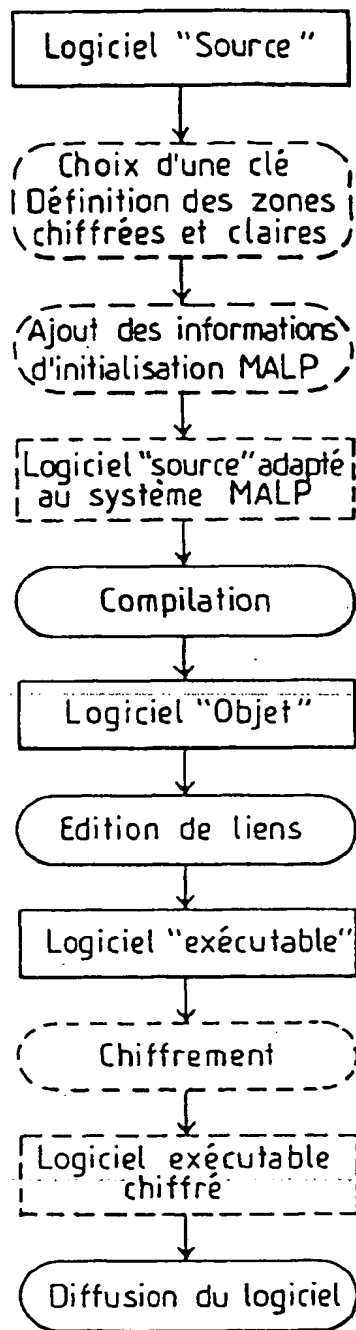 Logiciel "Source"
Choix d'une clé
Définition des zones
chiffrées et claires
Ajout des informations
d'initialisation MALP
Logiciel "source" adapté
au système MALP
Compilation
Logiciel "Objet"
Edition de liens
Logiciel "exécutable"
Chiffrement
Logiciel exécutable
chiffré
Diffusion du logiciel